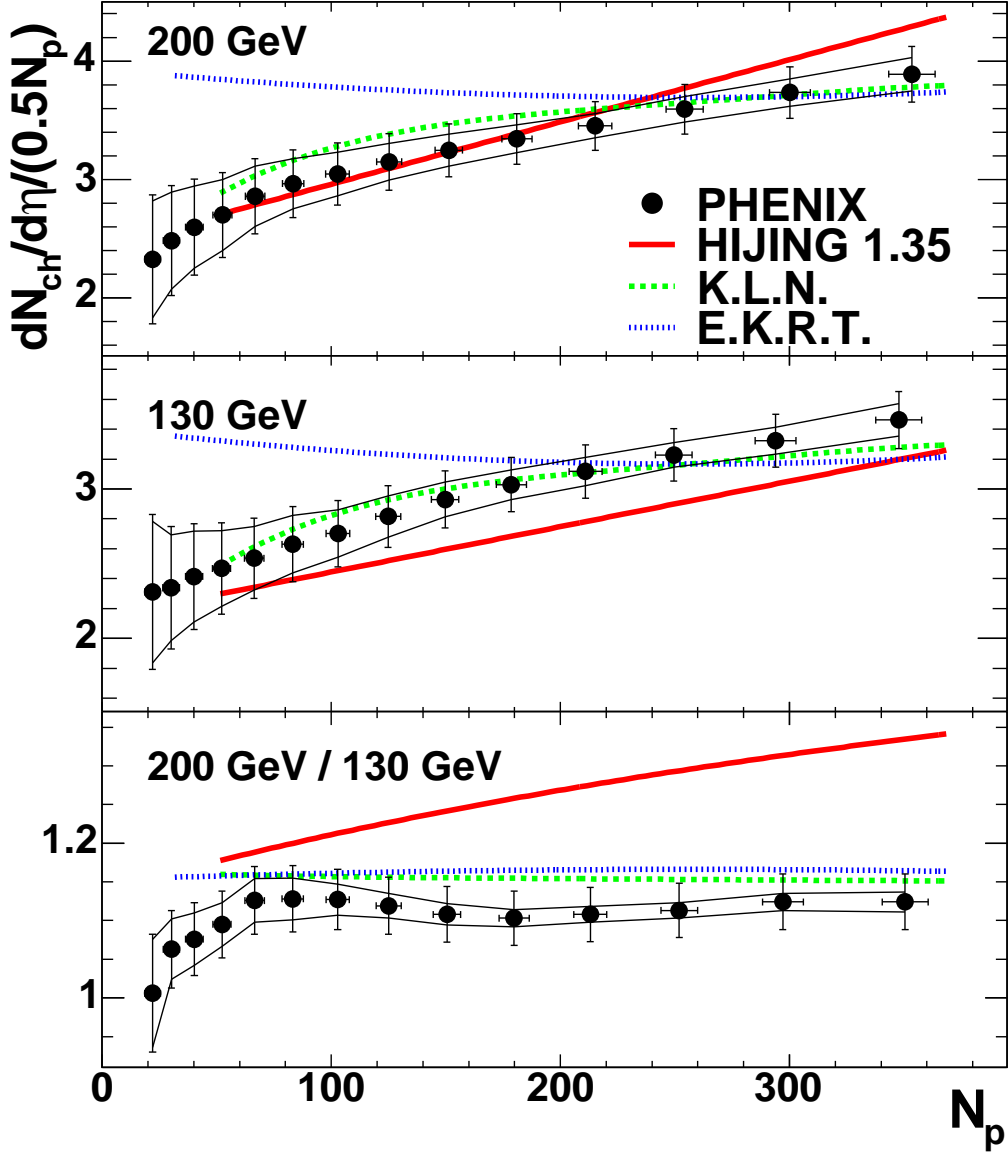 dN_ch/dη/(0.5N_p)
200 GeV
4
3
2
PHENIX
HIJING 1.35
K.L.N.
E.K.R.T.
130 GeV
3
2
200 GeV / 130 GeV
1.2
1
0 100 200 300
N_p